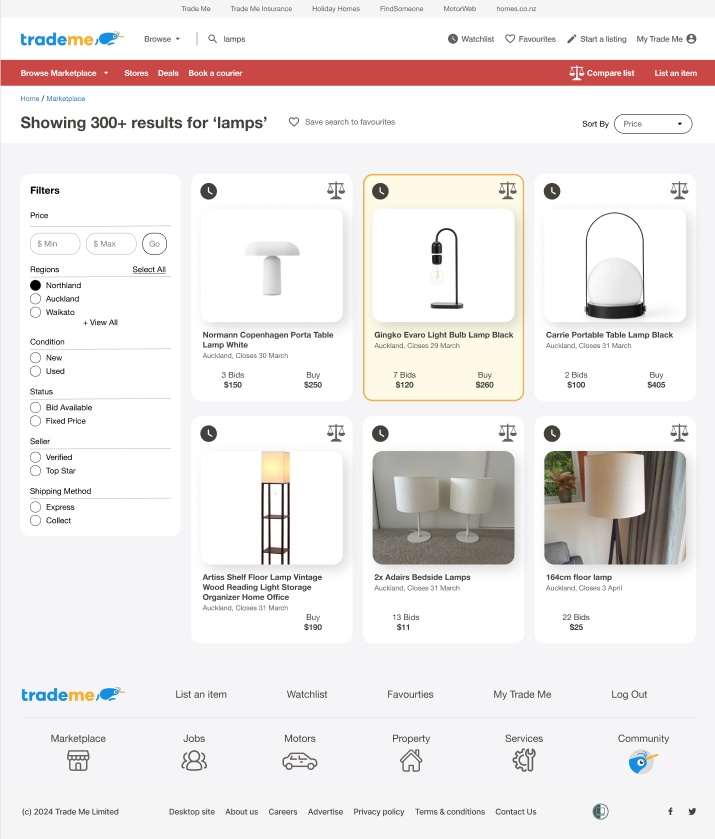 Trade Me Trade Me Insurance Holiday Homes FindSomeone MotorWeb homes.co.nz
trademe Browse lamps Watchlist Favourites Start a listing My Trade Me
Browse Marketplace Stores Deals Book a courier Compare list List an item
Home / Marketplace
Showing 300+ results for ‘lamps’ Save search to favourites Sort By Price
Filters
Price
$ Min $ Max Go
Regions Select All
Northland
Auckland
Waikato
+ View All
Condition
New
Used
Status
Bid Available
Fixed Price
Seller
Verified
Top Star
Shipping Method
Express
Collect
Normann Copenhagen Porta Table
Lamp White
Auckland, Closes 30 March
3 Bids Buy
$150 $250
Gingko Evaro Light Bulb Lamp Black
Auckland, Closes 29 March
7 Bids Buy
$120 $260
Carrie Portable Table Lamp Black
Auckland, Closes 31 March
2 Bids Buy
$100 $405
Artiss Shelf Floor Lamp Vintage
Wood Reading Light Storage
Organizer Home Office
Auckland, Closes 31 March
Buy
$190
2x Adairs Bedside Lamps
Auckland, Closes 31 March
13 Bids
$11
164cm floor lamp
Auckland, Closes 3 April
22 Bids
$25
trademe List an item Watchlist Favourties My Trade Me Log Out
Marketplace Jobs Motors Property Services Community
(c) 2024 Trade Me Limited Desktop site About us Careers Advertise Privacy policy Terms & conditions Contact Us